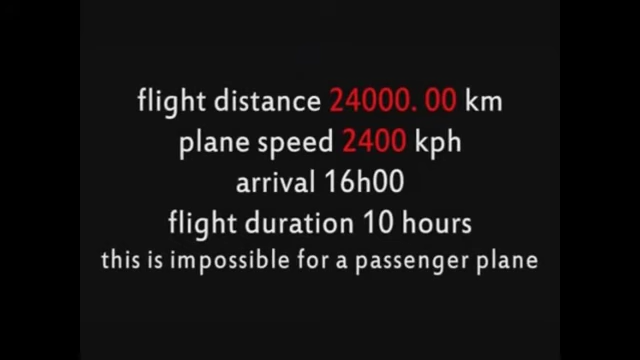 flight distance 24000. 00 km
plane speed 2400 kph
arrival 16h00
flight duration 10 hours
this is impossible for a passenger plane